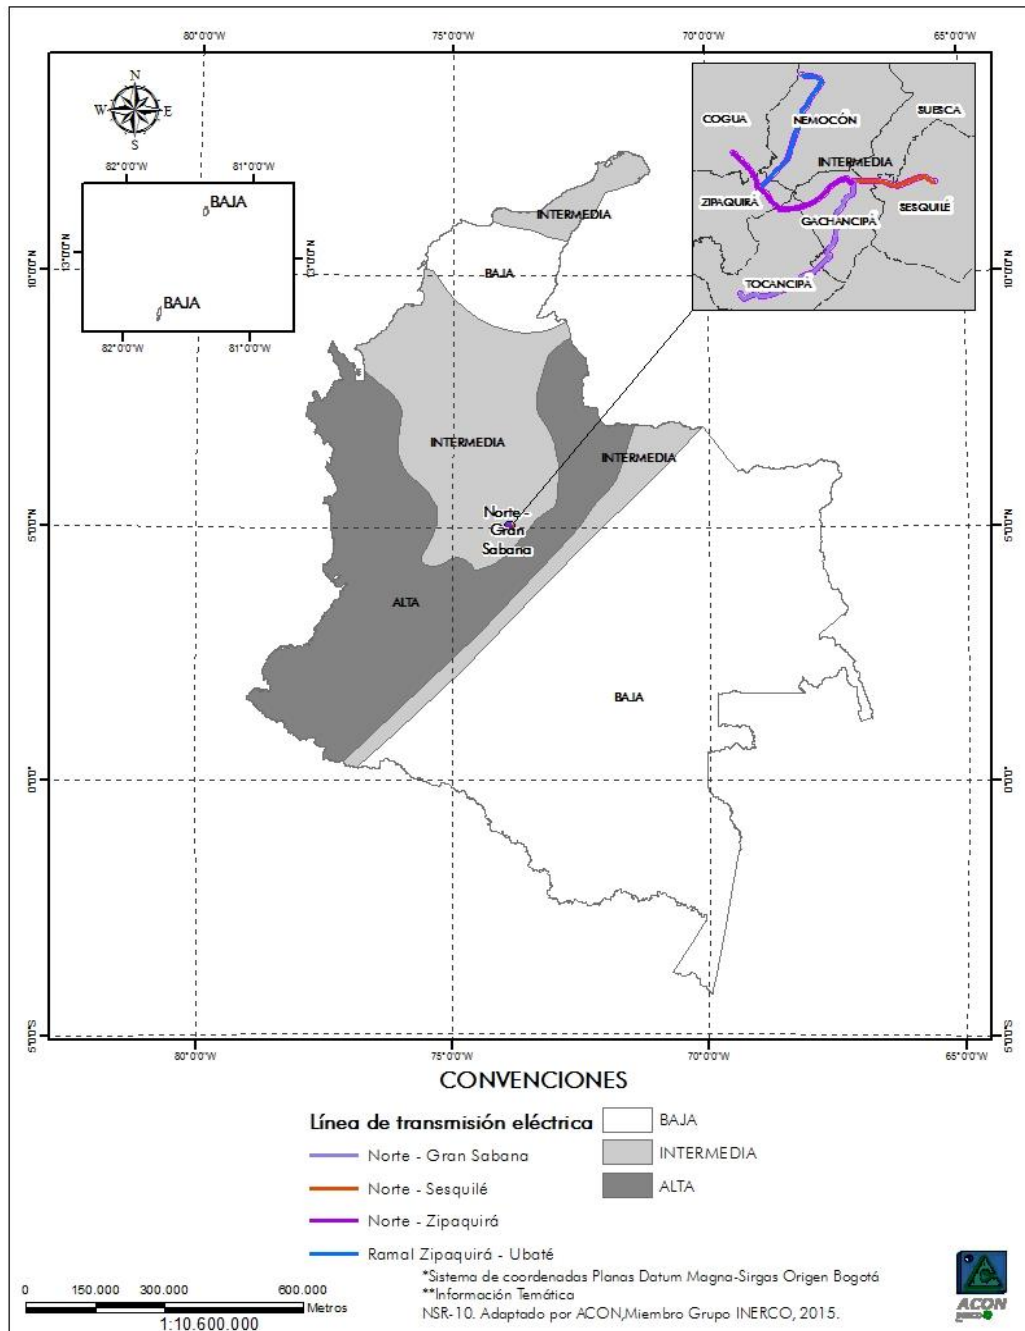 80°0'0"W 75°0'0"W 70°0'0"W 65°0'0"W
N
W E
S
82°0'0"W 81°0'0"W
BAJA
13°0'0"N 13°0'0"N
BAJA
82°0'0"W 81°0'0"W
COGUA
NEMOCÓN
SUESCA
INTERMEDIA
ZIPAQUIRÁ
SESQUILÉ
GACHANCIPÁ
TOCANCIPÁ
INTERMEDIA
10°0'0"N 10°0'0"N
BAJA
INTERMEDIA
INTERMEDIA
5°0'0"N 5°0'0"N
Norte -
Gran
Sabana
ALTA
BAJA
0°0'0" 0°0'0"
5°0'0"S 5°0'0"S
80°0'0"W 75°0'0"W 70°0'0"W 65°0'0"W
CONVENCIONES
Línea de transmisión eléctrica
Norte - Gran Sabana
Norte - Sesquilé
Norte - Zipaquirá
Ramal Zipaquirá - Ubaté
BAJA
INTERMEDIA
ALTA
*Sistema de coordenadas Planas Datum Magna-Sirgas Origen Bogotá
**Información Temática
NSR-10. Adaptado por ACON,Miembro Grupo INERCO, 2015.
0 150.000 300.000 600.000
Metros
1:10.600.000
ACON